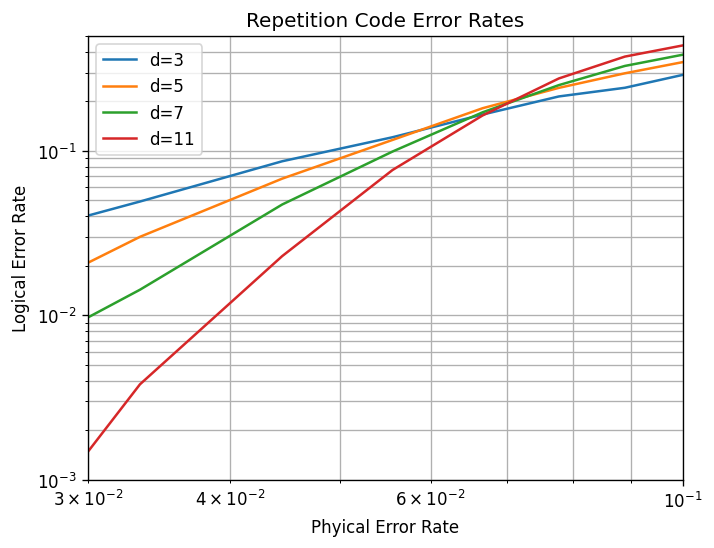 Repetition Code Error Rates
d=3
d=5
d=7
d=11
Logical Error Rate
10⁻¹
10⁻²
10⁻³
3 × 10⁻²
4 × 10⁻²
6 × 10⁻²
10⁻¹
Phyical Error Rate